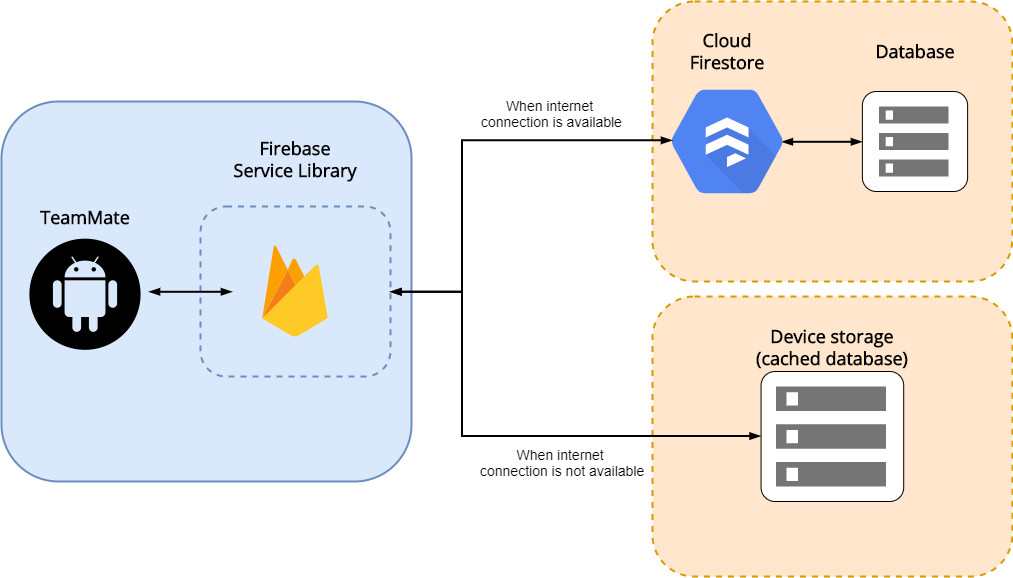 TeamMate
Firebase
Service Library
When internet
connection is available
Cloud
Firestore
Database
When internet
connection is not available
Device storage
(cached database)